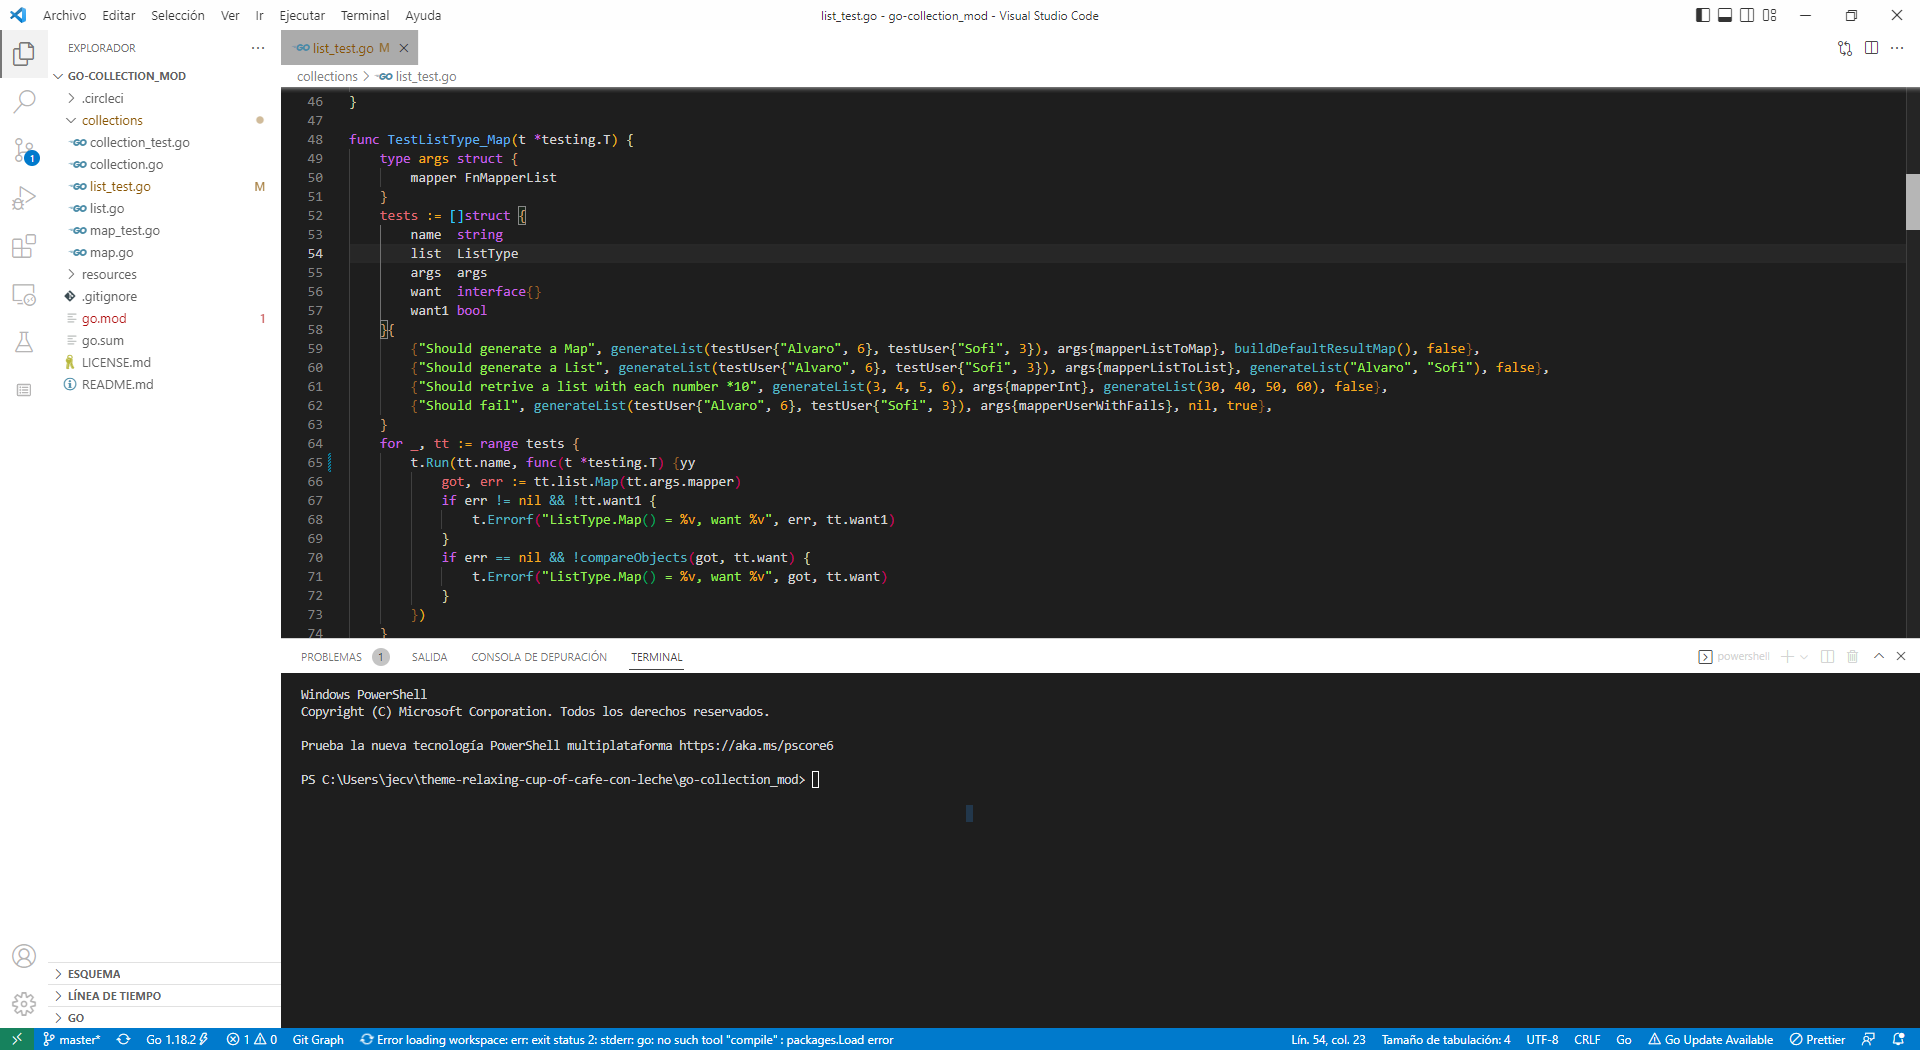 Archivo Editar Selección Ver Ir Ejecutar Terminal Ayuda
list_test.go - go-collection_mod - Visual Studio Code
EXPLORADOR
GO-COLLECTION_MOD
.circleci
collections
GO collection_test.go
GO collection.go
GO list_test.go M
GO list.go
GO map_test.go
GO map.go
resources
.gitignore
go.mod 1
go.sum
LICENSE.md
README.md
1
ESQUEMA
LÍNEA DE TIEMPO
GO
GO list_test.go M
collections > GO list_test.go
46 }
47
48 func TestListType_Map(t *testing.T) {
49 type args struct {
50 mapper FnMapperList
51 }
52 tests := []struct {
53 name string
54 list ListType
55 args args
56 want interface{}
57 want1 bool
58 }{
59 {"Should generate a Map", generateList(testUser{"Alvaro", 6}, testUser{"Sofi", 3}), args{mapperListToMap}, buildDefaultResultMap(), false},
60 {"Should generate a List", generateList(testUser{"Alvaro", 6}, testUser{"Sofi", 3}), args{mapperListToList}, generateList("Alvaro", "Sofi"), false},
61 {"Should retrive a list with each number *10", generateList(3, 4, 5, 6), args{mapperInt}, generateList(30, 40, 50, 60), false},
62 {"Should fail", generateList(testUser{"Alvaro", 6}, testUser{"Sofi", 3}), args{mapperUserWithFails}, nil, true},
63 }
64 for _, tt := range tests {
65 t.Run(tt.name, func(t *testing.T) {yy
66 got, err := tt.list.Map(tt.args.mapper)
67 if err != nil && !tt.want1 {
68 t.Errorf("ListType.Map() = %v, want %v", err, tt.want1)
69 }
70 if err == nil && !compareObjects(got, tt.want) {
71 t.Errorf("ListType.Map() = %v, want %v", got, tt.want)
72 }
73 })
74 }
PROBLEMAS 1 SALIDA CONSOLA DE DEPURACIÓN TERMINAL
powershell
Windows PowerShell
Copyright (C) Microsoft Corporation. Todos los derechos reservados.
Prueba la nueva tecnología PowerShell multiplataforma https://aka.ms/pscore6
PS C:\Users\jecv\theme-relaxing-cup-of-cafe-con-leche\go-collection_mod>
master* Go 1.18.2 1 0 Git Graph Error loading workspace: err: exit status 2: stderr: go: no such tool "compile" : packages.Load error
Lín. 54, col. 23 Tamaño de tabulación: 4 UTF-8 CRLF Go Go Update Available Prettier